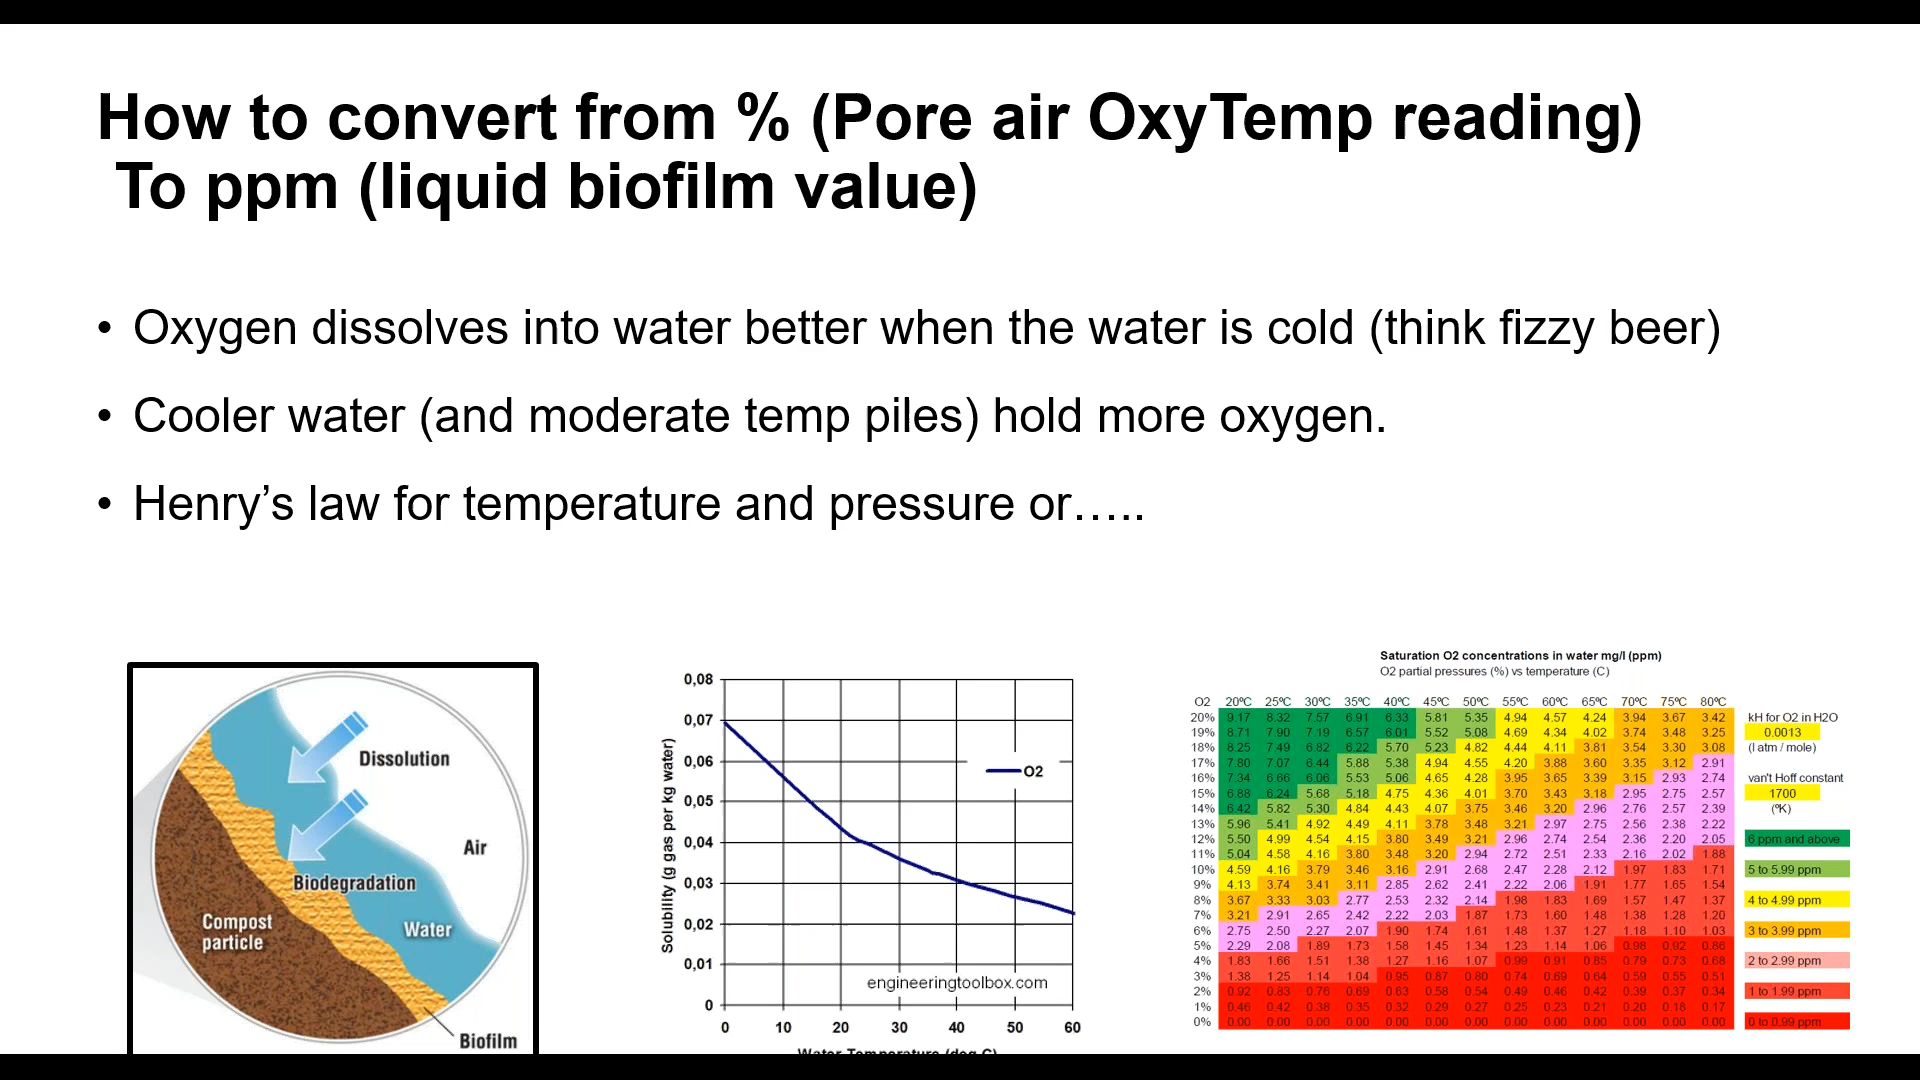 How to convert from % (Pore air OxyTemp reading)
To ppm (liquid biofilm value)
• Oxygen dissolves into water better when the water is cold (think fizzy beer)
• Cooler water (and moderate temp piles) hold more oxygen.
• Henry’s law for temperature and pressure or…..
Dissolution
Air
Biodegradation
Compost
particle
Water
Biofilm
Solubility (g gas per kg water)
0,08
0,07
0,06
0,05
0,04
0,03
0,02
0,01
0
O2
engineeringtoolbox.com
0 10 20 30 40 50 60
Water Temperature (deg C)
Saturation O2 concentrations in water mg/l (ppm)
O2 partial pressures (%) vs temperature (C)
O2 20ºC 25ºC 30ºC 35ºC 40ºC 45ºC 50ºC 55ºC 60ºC 65ºC 70ºC 75ºC 80ºC
20% 9.17 8.32 7.57 6.91 6.33 5.81 5.35 4.94 4.57 4.24 3.94 3.67 3.42
19% 8.71 7.90 7.19 6.57 6.01 5.52 5.08 4.69 4.34 4.02 3.74 3.48 3.25
18% 8.25 7.49 6.82 6.22 5.70 5.23 4.82 4.44 4.11 3.81 3.54 3.30 3.08
17% 7.80 7.07 6.44 5.88 5.38 4.94 4.55 4.20 3.88 3.60 3.35 3.12 2.91
16% 7.34 6.66 6.06 5.53 5.06 4.65 4.28 3.95 3.65 3.39 3.15 2.93 2.74
15% 6.88 6.24 5.68 5.18 4.75 4.36 4.01 3.70 3.43 3.18 2.95 2.75 2.57
14% 6.42 5.82 5.30 4.84 4.43 4.07 3.75 3.46 3.20 2.96 2.76 2.57 2.39
13% 5.96 5.41 4.92 4.49 4.11 3.78 3.48 3.21 2.97 2.75 2.56 2.38 2.22
12% 5.50 4.99 4.54 4.15 3.80 3.49 3.21 2.96 2.74 2.54 2.36 2.20 2.05
11% 5.04 4.58 4.16 3.80 3.48 3.20 2.94 2.72 2.51 2.33 2.16 2.02 1.88
10% 4.59 4.16 3.79 3.46 3.16 2.91 2.68 2.47 2.28 2.12 1.97 1.83 1.71
9% 4.13 3.74 3.41 3.11 2.85 2.62 2.41 2.22 2.06 1.91 1.77 1.65 1.54
8% 3.67 3.33 3.03 2.77 2.53 2.32 2.14 1.98 1.83 1.69 1.57 1.47 1.37
7% 3.21 2.91 2.65 2.42 2.22 2.03 1.87 1.73 1.60 1.48 1.38 1.28 1.20
6% 2.75 2.50 2.27 2.07 1.90 1.74 1.61 1.48 1.37 1.27 1.18 1.10 1.03
5% 2.29 2.08 1.89 1.73 1.58 1.45 1.34 1.23 1.14 1.06 0.98 0.92 0.86
4% 1.83 1.66 1.51 1.38 1.27 1.16 1.07 0.99 0.91 0.85 0.79 0.73 0.68
3% 1.38 1.25 1.14 1.04 0.95 0.87 0.80 0.74 0.69 0.64 0.59 0.55 0.51
2% 0.92 0.83 0.76 0.69 0.63 0.58 0.54 0.49 0.46 0.42 0.39 0.37 0.34
1% 0.46 0.42 0.38 0.35 0.32 0.29 0.27 0.25 0.23 0.21 0.20 0.18 0.17
0% 0.00 0.00 0.00 0.00 0.00 0.00 0.00 0.00 0.00 0.00 0.00 0.00 0.00
kH for O2 in H2O
0.0013
(l atm / mole)
van't Hoff constant
1700
(ºK)
6 ppm and above
5 to 5.99 ppm
4 to 4.99 ppm
3 to 3.99 ppm
2 to 2.99 ppm
1 to 1.99 ppm
0 to 0.99 ppm